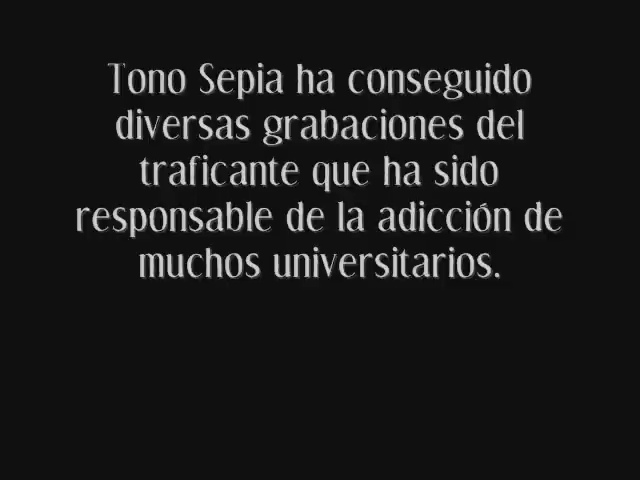 Tono Sepia ha conseguido
diversas grabaciones del
traficante que ha sido
responsable de la adicción de
muchos universitarios.